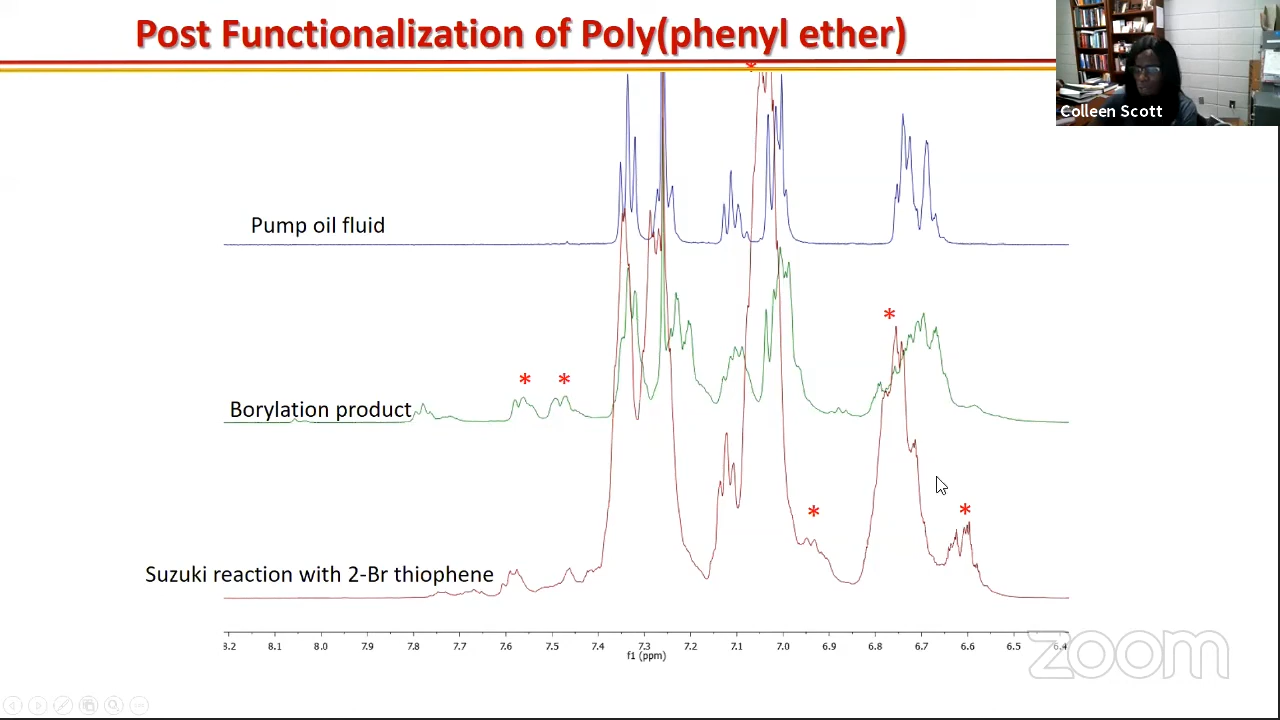 Post Functionalization of Poly(phenyl ether)
Colleen Scott
*
Pump oil fluid
*
* *
Borylation product
* *
Suzuki reaction with 2-Br thiophene
8.2 8.1 8.0 7.9 7.8 7.7 7.6 7.5 7.4 7.3 7.2 7.1 7.0 6.9 6.8 6.7 6.6 6.5 6.4
f1 (ppm)
zoom